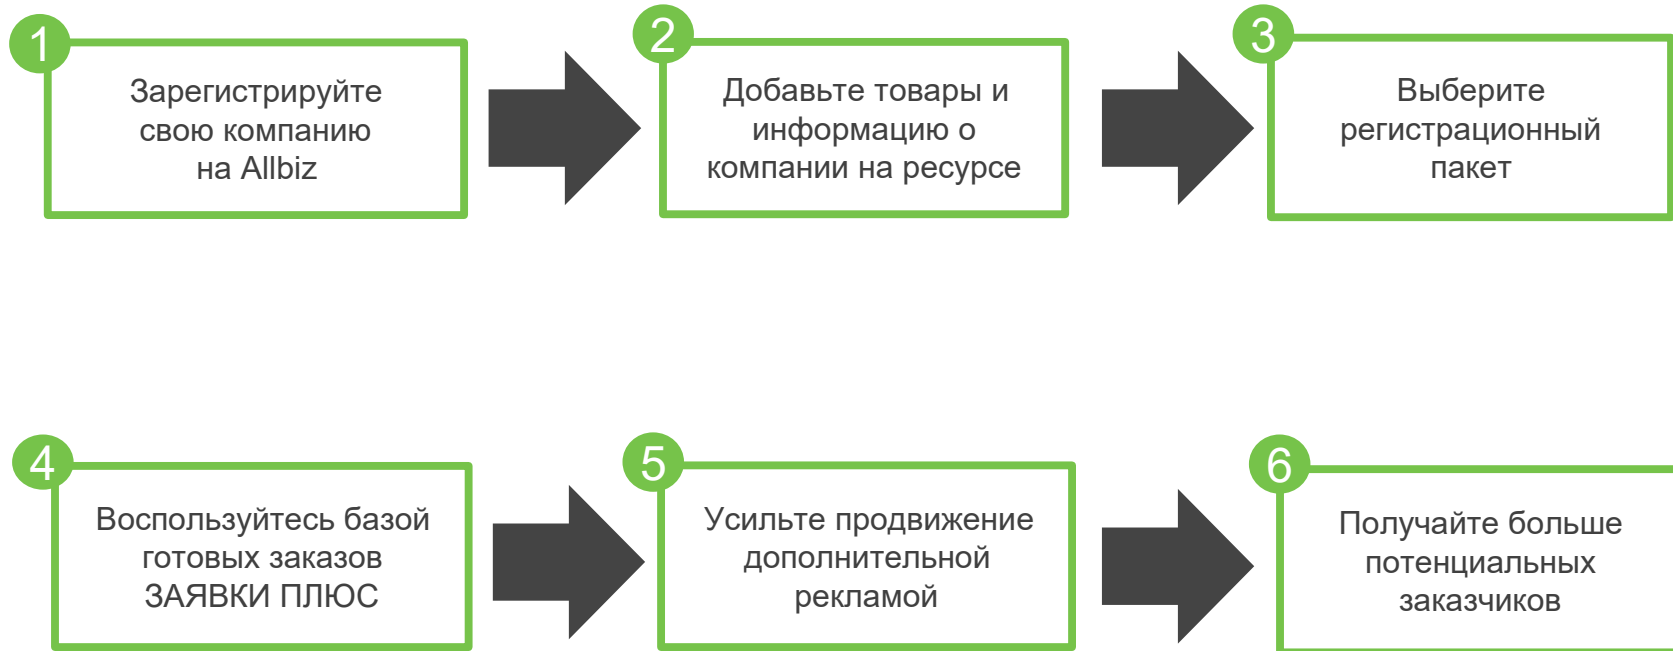 1
Зарегистрируйте
свою компанию
на Allbiz
2
Добавьте товары и
информацию о
компании на ресурсе
3
Выберите
регистрационный
пакет
4
Воспользуйтесь базой
готовых заказов
ЗАЯВКИ ПЛЮС
5
Усильте продвижение
дополнительной
рекламой
6
Получайте больше
потенциальных
заказчиков